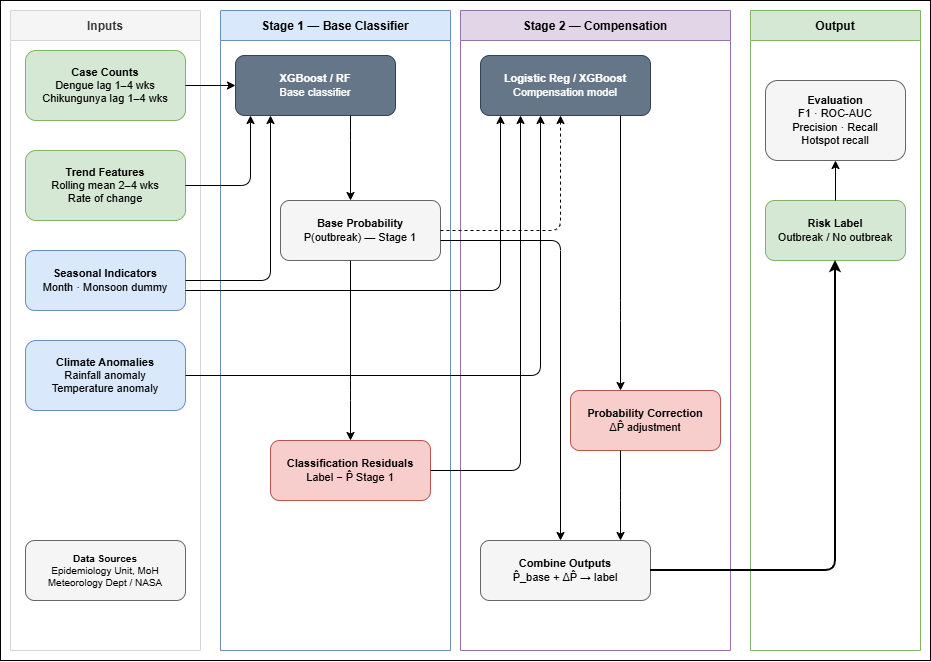 Inputs
Case Counts
Dengue lag 1–4 wks
Chikungunya lag 1–4 wks
Trend Features
Rolling mean 2–4 wks
Rate of change
Seasonal Indicators
Month · Monsoon dummy
Climate Anomalies
Rainfall anomaly
Temperature anomaly
Data Sources
Epidemiology Unit, MoH
Meteorology Dept / NASA
Stage 1 — Base Classifier
XGBoost / RF
Base classifier
Base Probability
P(outbreak) — Stage 1
Classification Residuals
Label − P̂ Stage 1
Stage 2 — Compensation
Logistic Reg / XGBoost
Compensation model
Probability Correction
ΔP̂ adjustment
Combine Outputs
P̂_base + ΔP̂ → label
Output
Evaluation
F1 · ROC-AUC
Precision · Recall
Hotspot recall
Risk Label
Outbreak / No outbreak